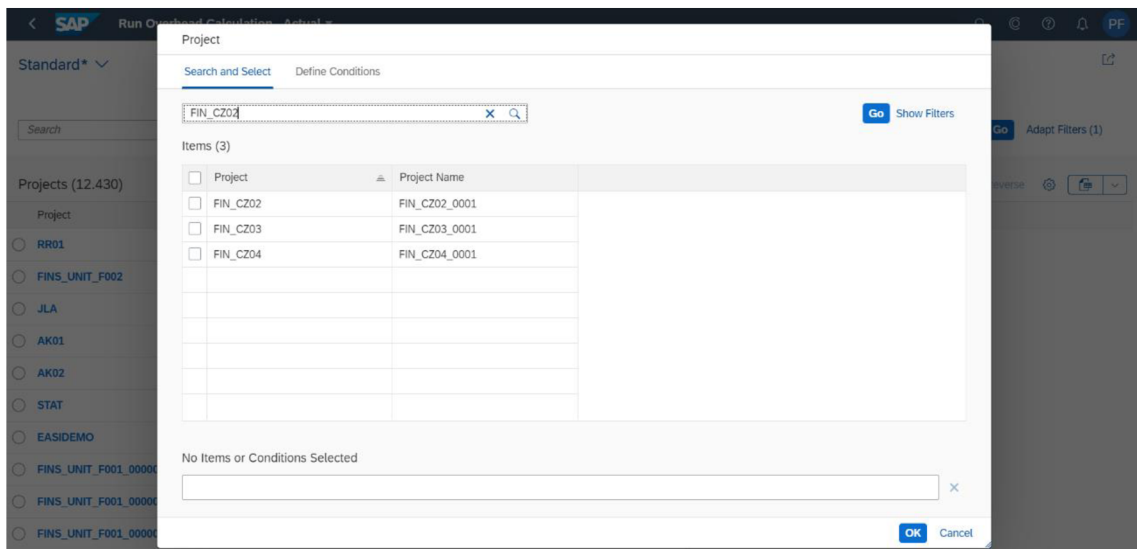 SAP Run Overhead Calculation - Actual
PF
Project
Standard*
Search and Select Define Conditions
FIN_CZ02
Go Show Filters
Search
Go Adapt Filters (1)
Items (3)
Projects (12.430)
Project Project Name
Project
FIN_CZ02 FIN_CZ02_0001
FIN_CZ03 FIN_CZ03_0001
FIN_CZ04 FIN_CZ04_0001
RR01
FINS_UNIT_F002
JLA
AK01
AK02
STAT
EASIDEMO
No Items or Conditions Selected
FINS_UNIT_F001_0000
FINS_UNIT_F001_0000
FINS_UNIT_F001_0000
OK Cancel